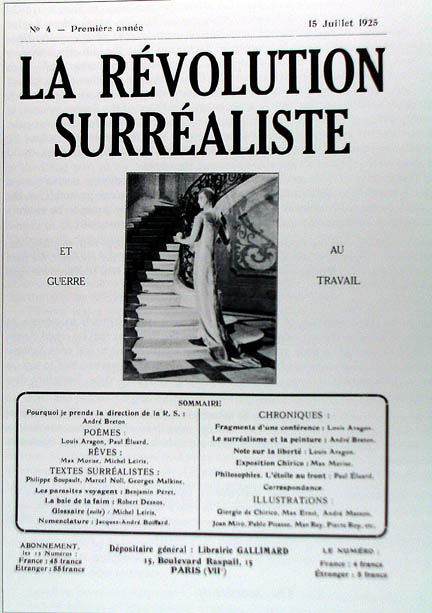 No 4 — Première année
15 Juillet 1925
LA RÉVOLUTION
SURRÉALISTE
ET
GUERRE
AU
TRAVAIL
SOMMAIRE
Pourquoi je prends la direction de la R. S. :
André Breton
POÈMES :
Louis Aragon, Paul Éluard.
RÊVES :
Max Morise, Michel Leiris.
TEXTES SURRÉALISTES :
Philippe Soupault, Marcel Noll, Georges Malkine.
Les parasites voyagent : Benjamin Péret.
La baie de la faim : Robert Desnos.
Glossaire (suite) : Michel Leiris.
Nomenclature : Jacques-André Boiffard.
CHRONIQUES :
Fragments d'une conférence : Louis Aragon.
Le surréalisme et la peinture : André Breton.
Note sur la liberté : Louis Aragon.
Exposition Chirico : Max Morise.
Philosophies, L'étoile au front : Paul Éluard.
Correspondance.
ILLUSTRATIONS :
Giorgio de Chirico, Max Ernst, André Masson,
Joan Miro, Pablo Picasso, Man Ray, Pierre Roy, etc.
ABONNEMENT,
les 12 Numéros :
France : 45 francs
Étranger : 55 francs
Dépositaire général : Librairie GALLIMARD
15, Boulevard Raspail, 15
PARIS (VII')
LE NUMÉRO :
France : 4 francs
Étranger : 5 francs